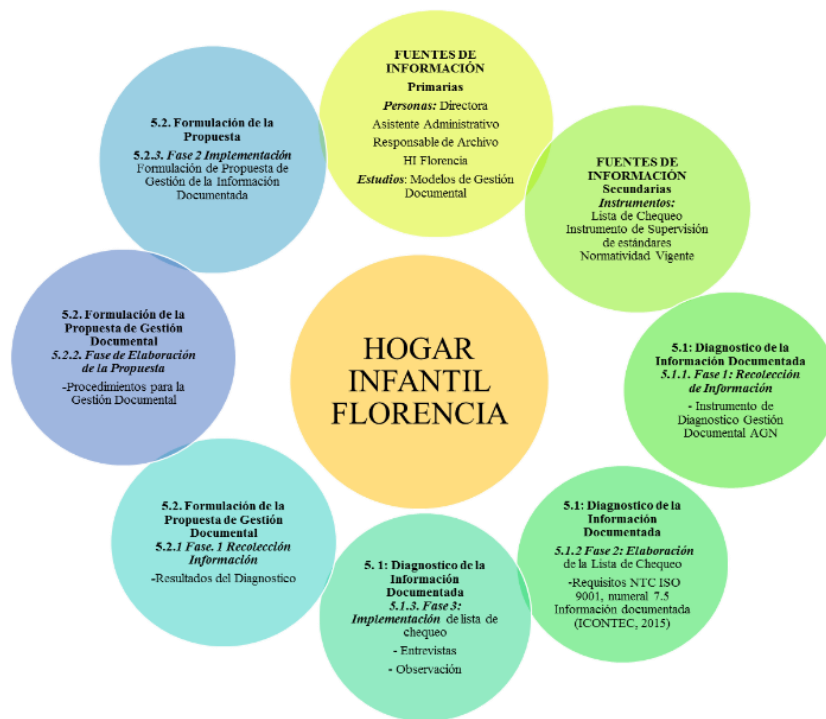 FUENTES DE
INFORMACIÓN
Primarias
Personas: Directora
Asistente Administrativo
Responsable de Archivo
HI Florencia
Estudios: Modelos de Gestión
Documental
FUENTES DE
INFORMACIÓN
Secundarias
Instrumentos:
Lista de Chequeo
Instrumento de Supervisión
de estándares
Normatividad Vigente
5.1: Diagnostico de la
Información Documentada
5.1.1. Fase 1: Recolección
de Información
- Instrumento de
Diagnostico Gestión
Documental AGN
5.1: Diagnostico de la
Información
Documentada
5.1.2 Fase 2: Elaboración
de la Lista de Chequeo
-Requisitos NTC ISO
9001, numeral 7.5
Información documentada
(ICONTEC, 2015)
5. 1: Diagnostico de la
Información
Documentada
5.1.3. Fase 3:
Implementación de lista de
chequeo
- Entrevistas
- Observación
5.2. Formulación de la
Propuesta de Gestión
Documental
5.2.1 Fase. 1 Recolección
Información
-Resultados del Diagnostico
5.2. Formulación de la
Propuesta de Gestión
Documental
5.2.2. Fase de Elaboración
de la Propuesta
-Procedimientos para la
Gestión Documental
5.2. Formulación de la
Propuesta
5.2.3. Fase 2 Implementación
Formulación de Propuesta de
Gestión de la Información
Documentada
HOGAR
INFANTIL
FLORENCIA